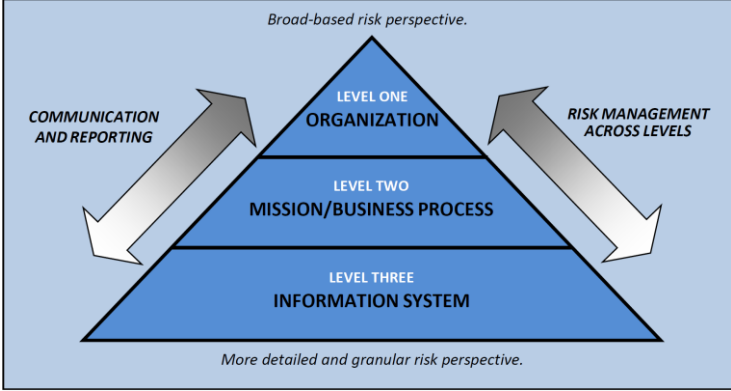 Broad-based risk perspective.
LEVEL ONE
ORGANIZATION
COMMUNICATION
AND REPORTING
RISK MANAGEMENT
ACROSS LEVELS
LEVEL TWO
MISSION/BUSINESS PROCESS
LEVEL THREE
INFORMATION SYSTEM
More detailed and granular risk perspective.